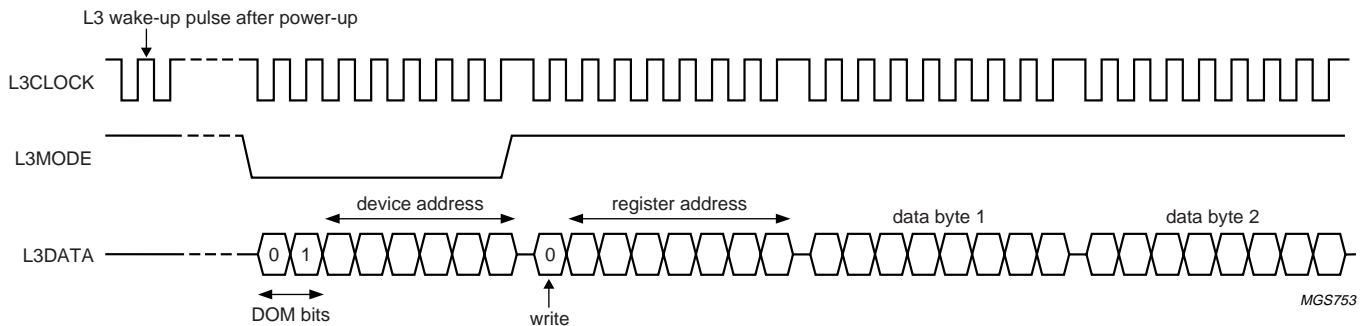 L3 wake-up pulse after power-up
L3CLOCK
L3MODE
device address
register address
data byte 1
data byte 2
L3DATA
0
1
0
DOM bits
write
MGS753